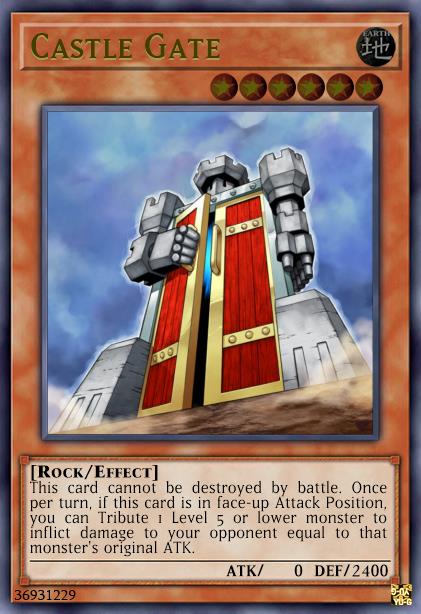 CASTLE GATE
EARTH
地
[ROCK/EFFECT]
This card cannot be destroyed by battle. Once
per turn, if this card is in face-up Attack Position,
you can Tribute 1 Level 5 or lower monster to
inflict damage to your opponent equal to that
monster's original ATK.
ATK/ 0 DEF/2400
36931229